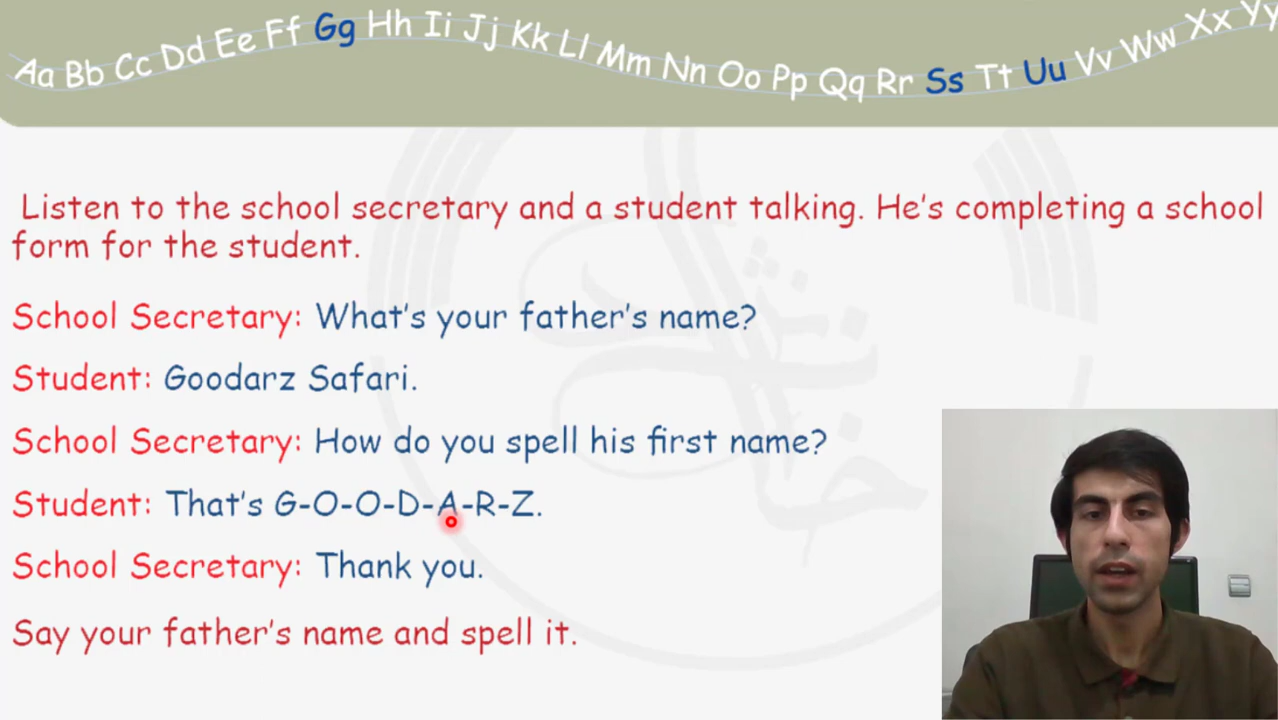 Aa Bb Cc Dd Ee Ff Gg Hh Ii Jj Kk Ll Mm Nn Oo Pp Qq Rr Ss Tt Uu Vv Ww Xx Yy
Listen to the school secretary and a student talking. He's completing a school
form for the student.
School Secretary: What's your father's name?
Student: Goodarz Safari.
School Secretary: How do you spell his first name?
Student: That's G-O-O-D-A-R-Z.
School Secretary: Thank you.
Say your father's name and spell it.